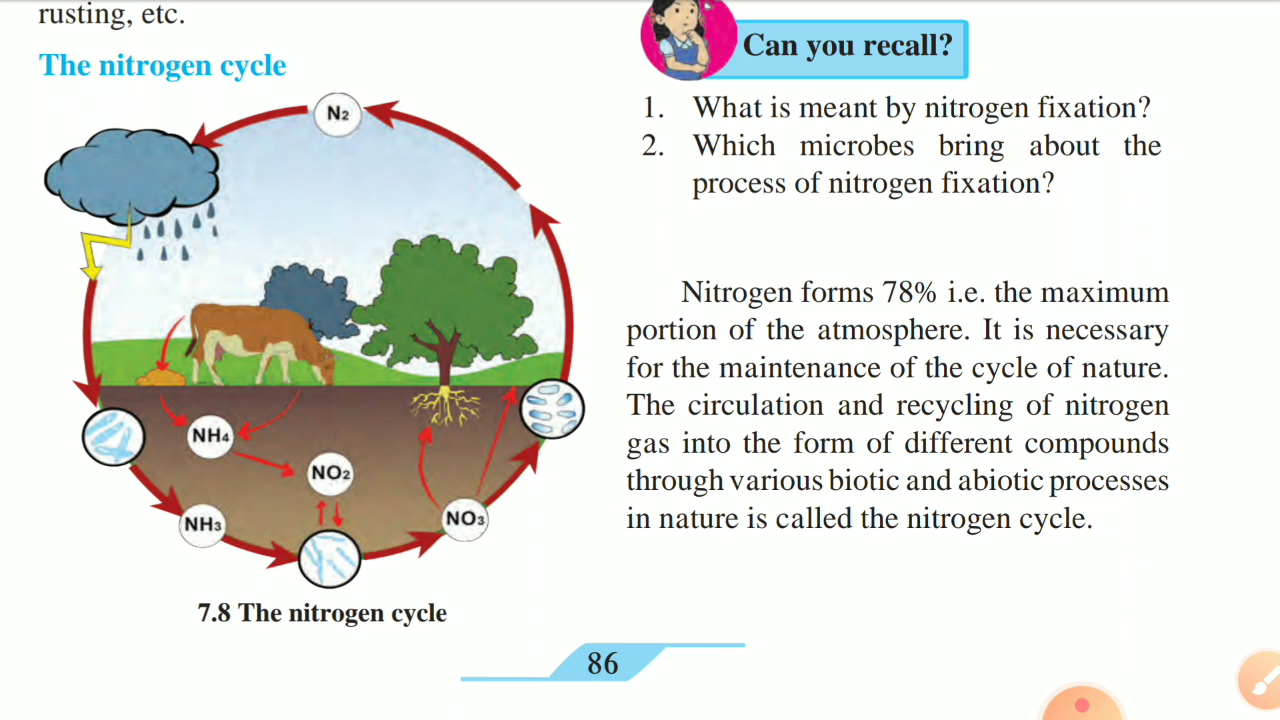 rusting, etc.
The nitrogen cycle
N2
NH4
NO2
NH3
NO3
7.8 The nitrogen cycle
Can you recall?
1. What is meant by nitrogen fixation?
2. Which microbes bring about the
process of nitrogen fixation?
Nitrogen forms 78% i.e. the maximum
portion of the atmosphere. It is necessary
for the maintenance of the cycle of nature.
The circulation and recycling of nitrogen
gas into the form of different compounds
through various biotic and abiotic processes
in nature is called the nitrogen cycle.
86